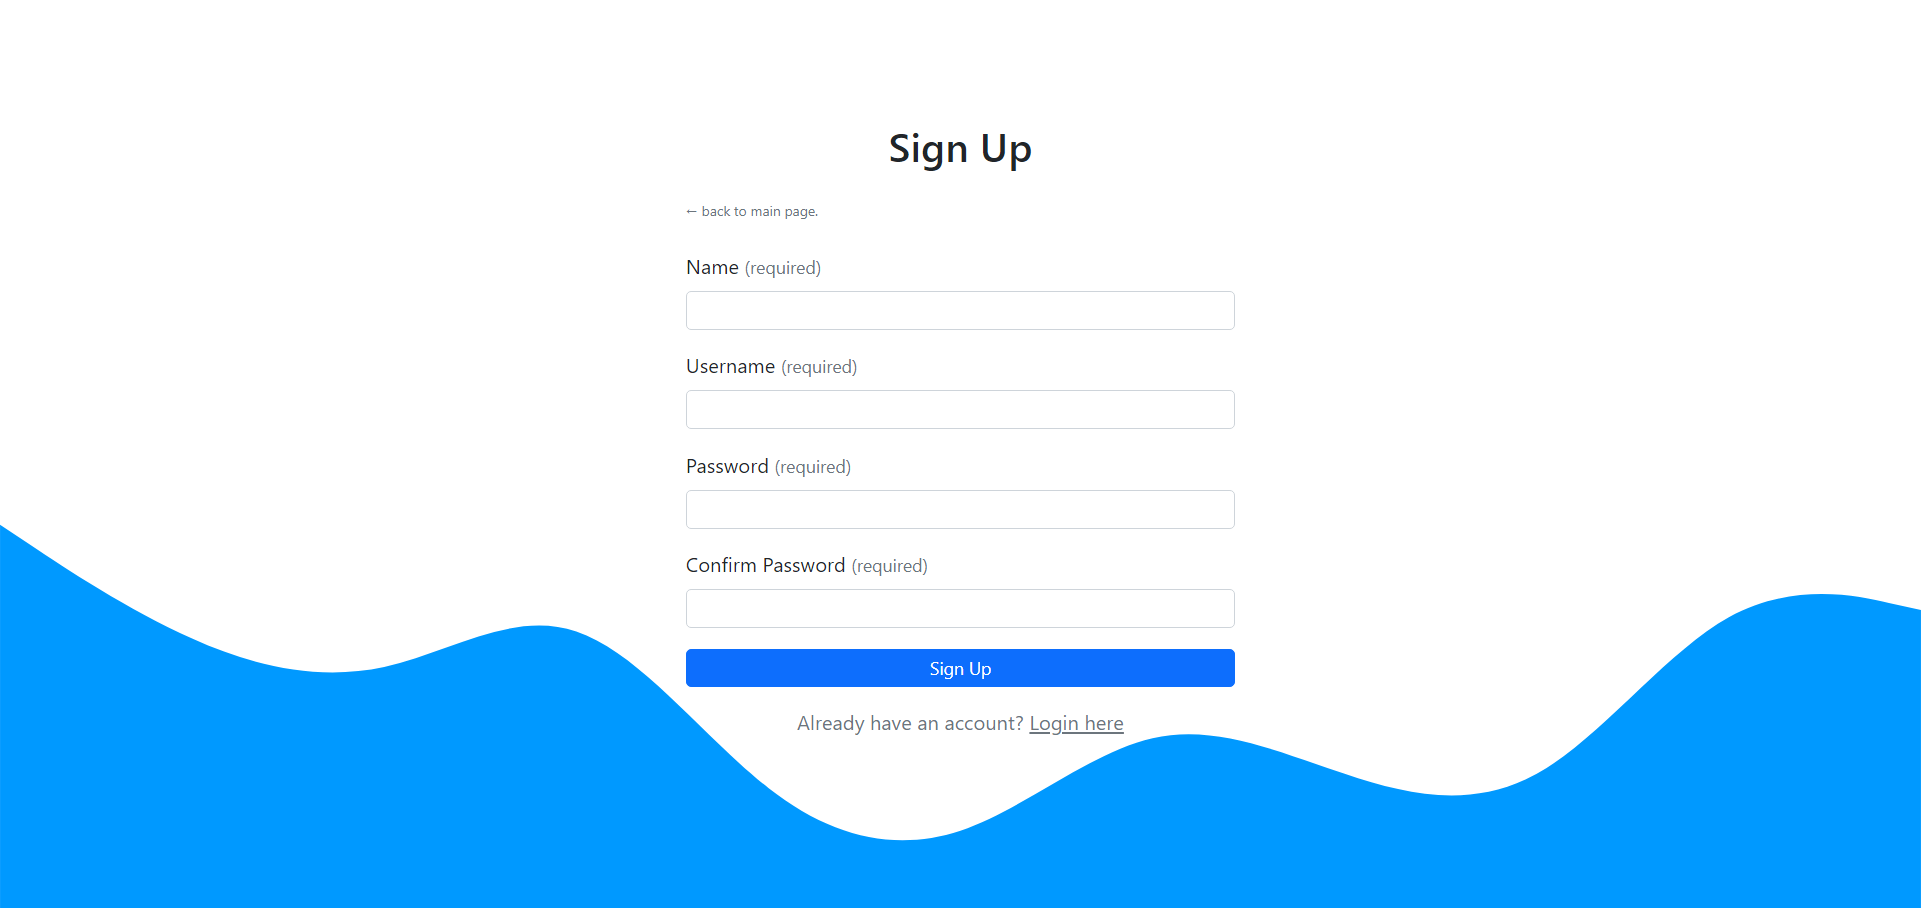 Sign Up
← back to main page.
Name (required)
Username (required)
Password (required)
Confirm Password (required)
Sign Up
Already have an account? Login here